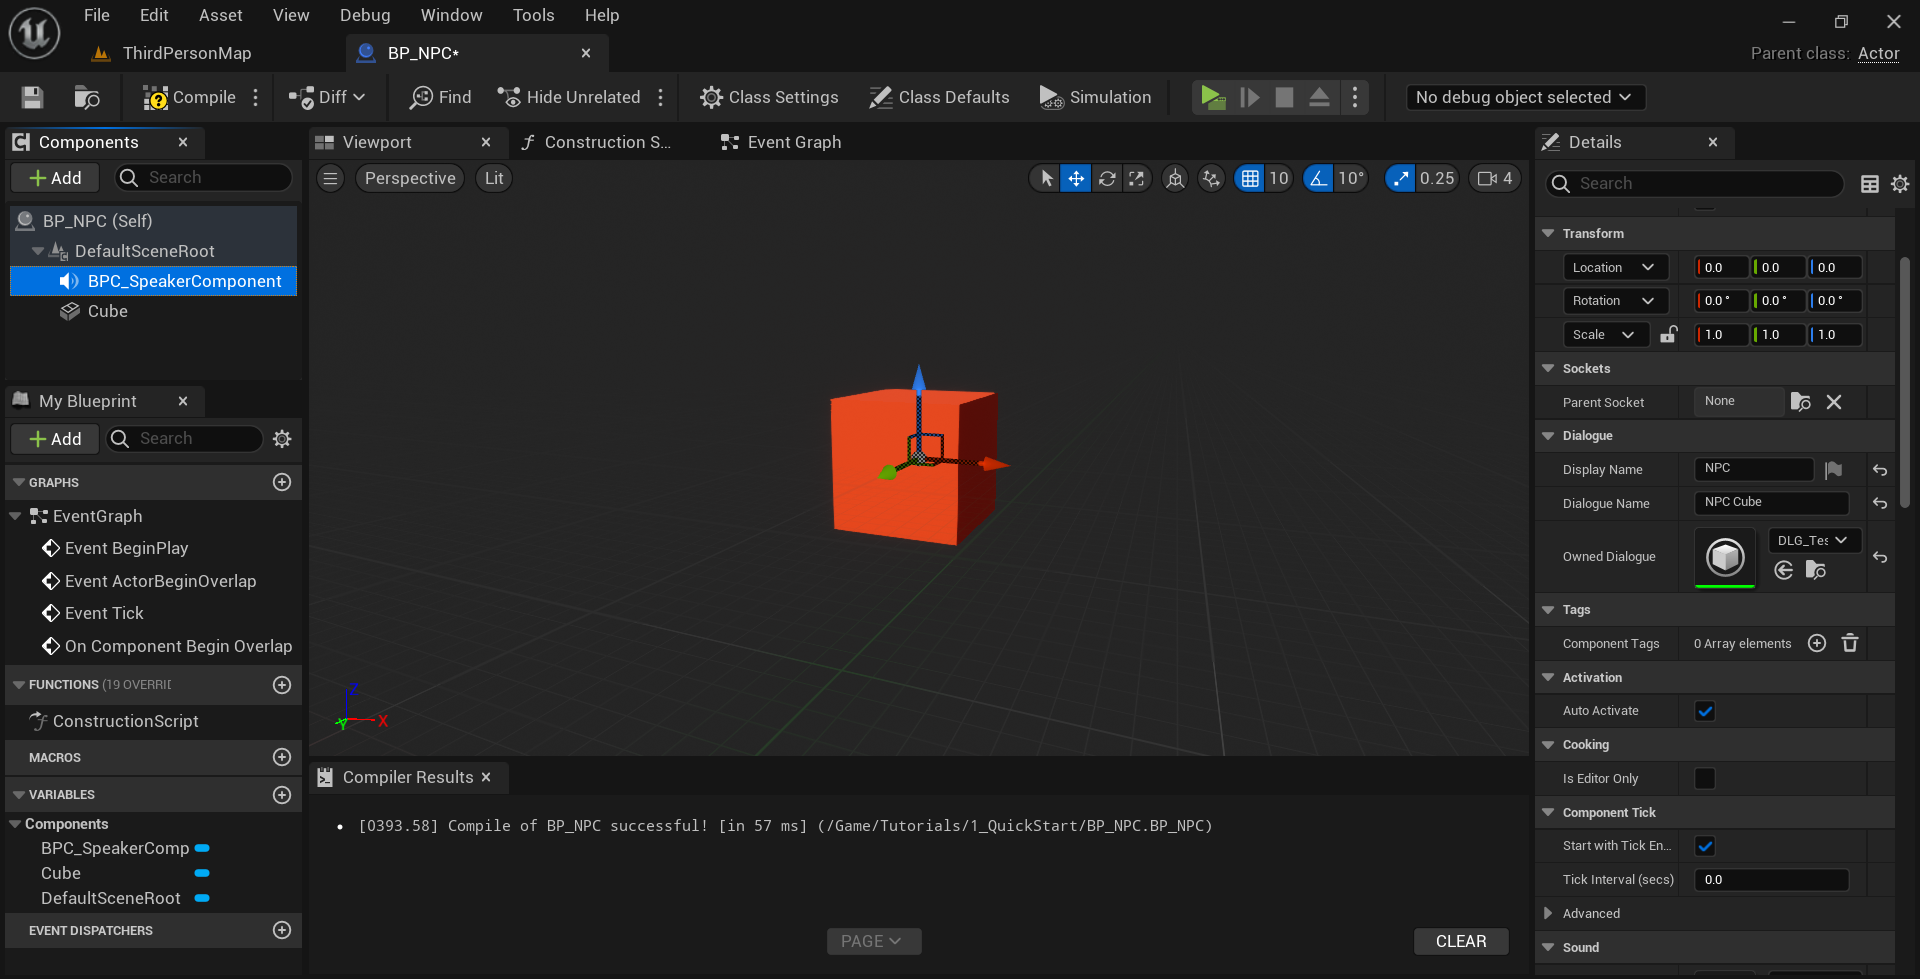 File Edit Asset View Debug Window Tools Help
ThirdPersonMap
BP_NPC*
Parent class: Actor
Compile
Diff
Find
Hide Unrelated
Class Settings
Class Defaults
Simulation
No debug object selected
Components
Add
Search
BP_NPC (Self)
DefaultSceneRoot
BPC_SpeakerComponent
Cube
My Blueprint
Add
Search
GRAPHS
EventGraph
Event BeginPlay
Event ActorBeginOverlap
Event Tick
On Component Begin Overlap
FUNCTIONS (19 OVERRI
ConstructionScript
MACROS
VARIABLES
Components
BPC_SpeakerComp
Cube
DefaultSceneRoot
EVENT DISPATCHERS
Viewport
Construction S...
Event Graph
Perspective
Lit
10
10°
0.25
4
Z
Y
X
Compiler Results
[0393.58] Compile of BP_NPC successful! [in 57 ms] (/Game/Tutorials/1_QuickStart/BP_NPC.BP_NPC)
PAGE
CLEAR
Details
Search
Transform
Location 0.0 0.0 0.0
Rotation 0.0° 0.0° 0.0°
Scale 1.0 1.0 1.0
Sockets
Parent Socket None
Dialogue
Display Name NPC
Dialogue Name NPC Cube
Owned Dialogue DLG_Tes
Tags
Component Tags 0 Array elements
Activation
Auto Activate
Cooking
Is Editor Only
Component Tick
Start with Tick En...
Tick Interval (secs) 0.0
Advanced
Sound